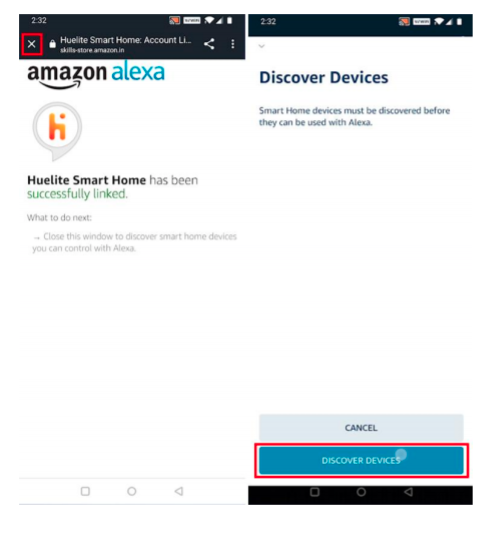 2:32
Huelite Smart Home: Account Li...
skills-store.amazon.in
amazon alexa
h
Huelite Smart Home has been
successfully linked.
What to do next:
→ Close this window to discover smart home devices
you can control with Alexa.
2:32
Discover Devices
Smart Home devices must be discovered before
they can be used with Alexa.
CANCEL
DISCOVER DEVICES